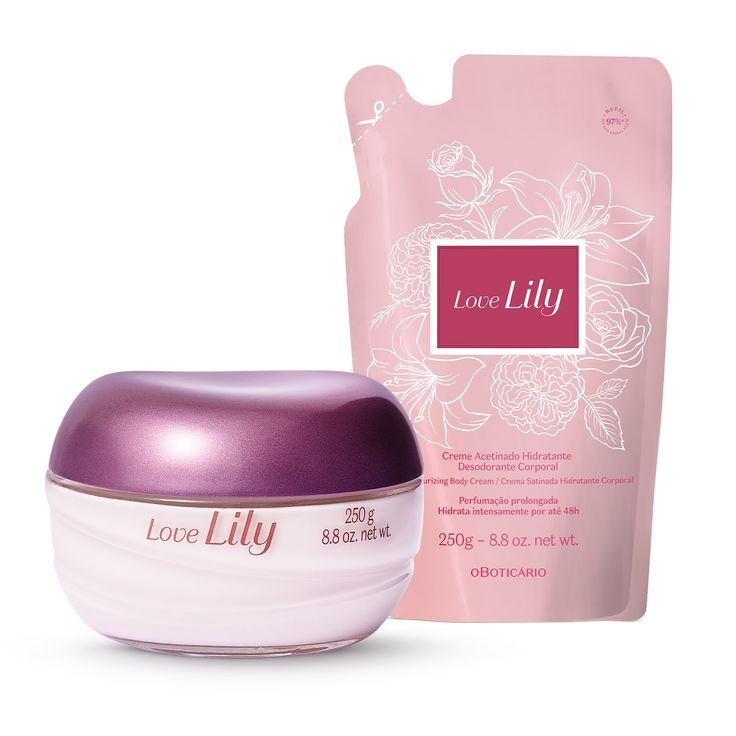 REFIL
97%*
Love Lily
Creme Acetinado Hidratante
Desodorante Corporal
Body Cream / Crema Satinada Hidratante Corporal
Perfumação prolongada
Hidrata intensamente por até 48h
250g – 8.8 oz. net wt.
oBOTICÁRIO
Love Lily
250 g
8.8 oz. net wt.